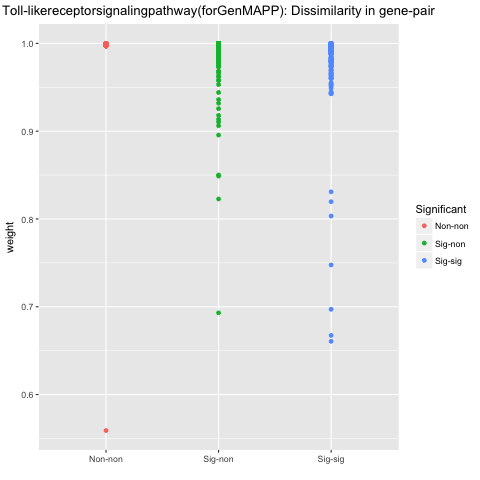 Toll-likereceptorsignalingpathway(forGenMAPP): Dissimilarity in gene-pair
1.0
0.9
0.8
0.7
0.6
weight
Non-non
Sig-non
Sig-sig
Significant
Non-non
Sig-non
Sig-sig